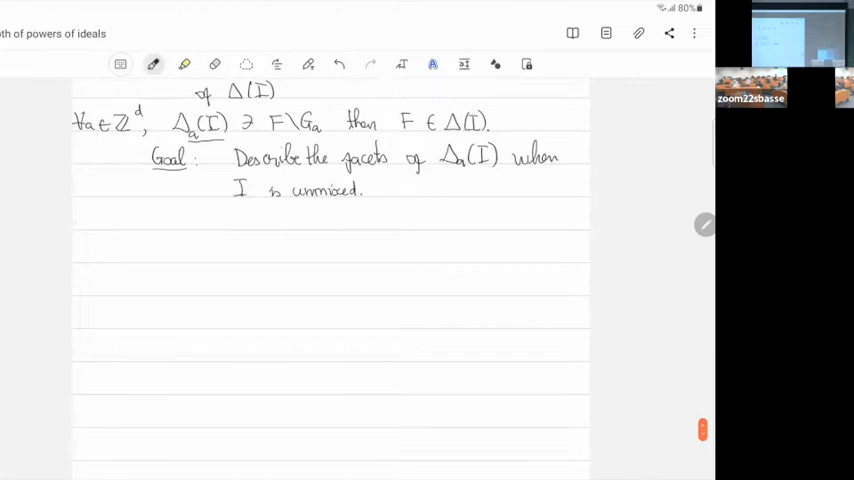 80%
oth of powers of ideals
of Δ(I)
∀a ∈ ℤ^d, Δ_a(I) ∋ F\G_a then F ∈ Δ(I).
Goal: Describe the facets of Δ_a(I) when
I is unmixed.
zoom22sbasse